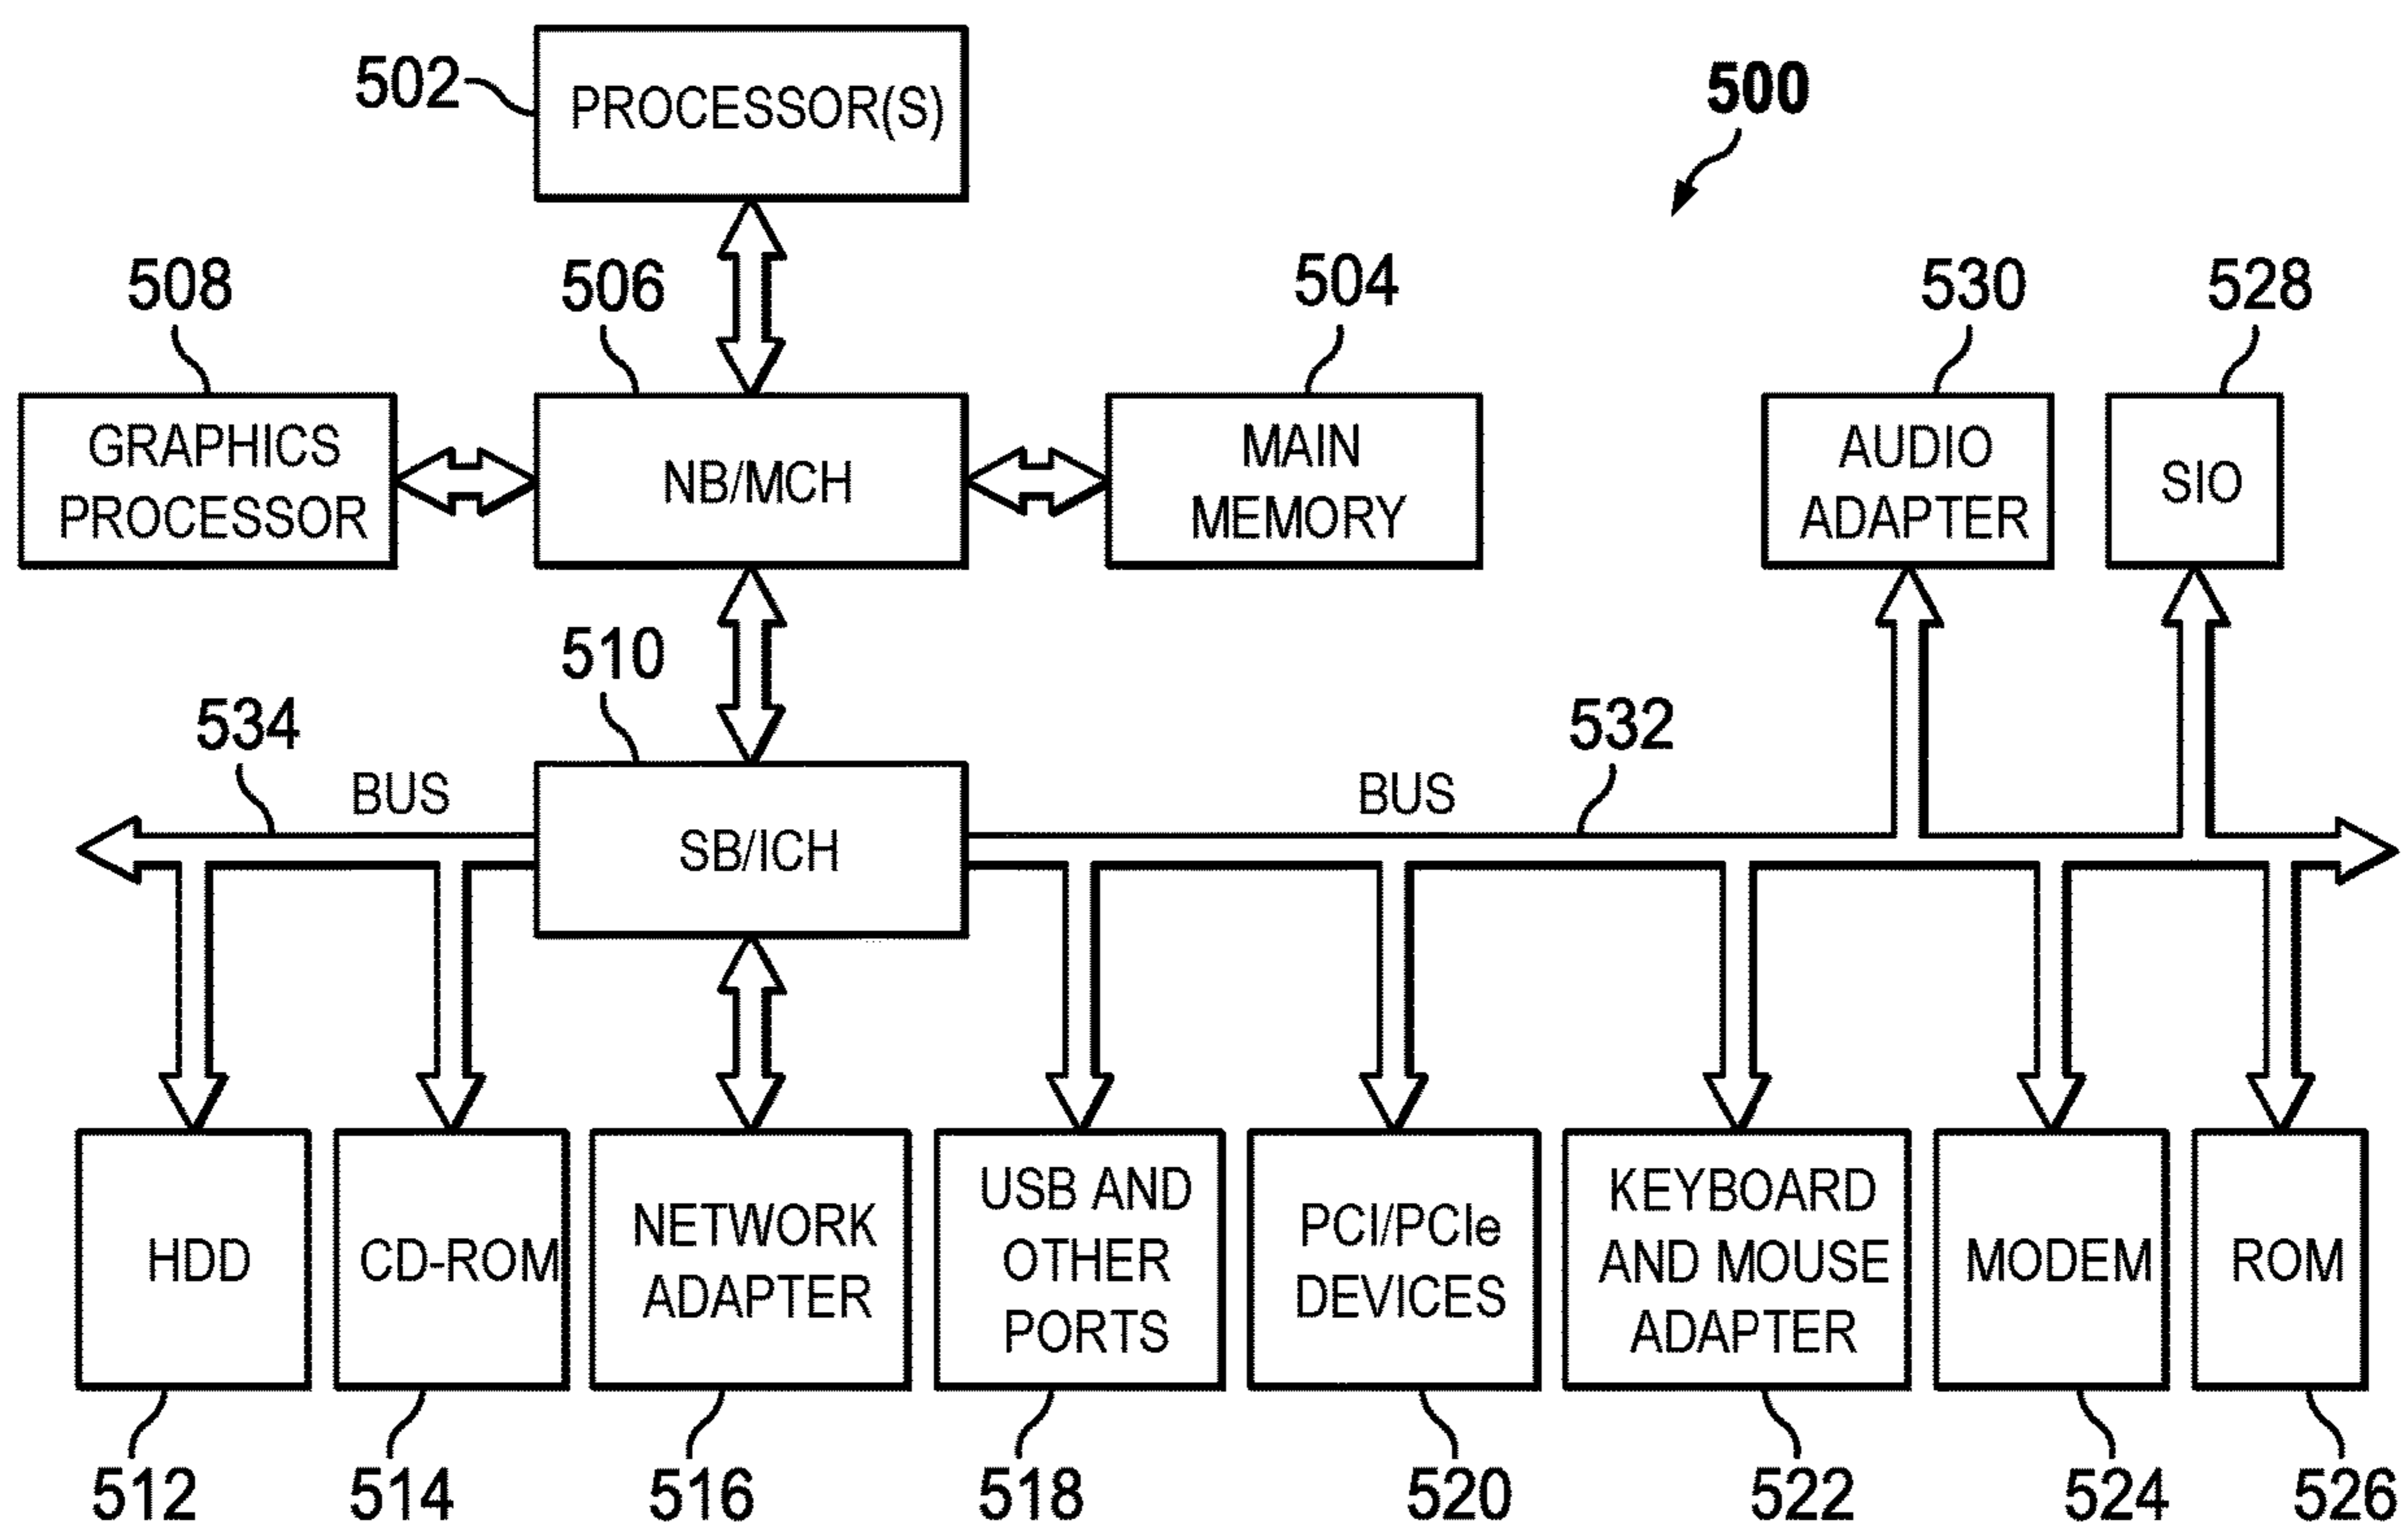 502
PROCESSOR(S)
500
508
506
504
530
528
GRAPHICS
PROCESSOR
NB/MCH
MAIN
MEMORY
AUDIO
ADAPTER
SIO
510
534
BUS
532
BUS
SB/ICH
HDD
CD-ROM
NETWORK
ADAPTER
USB AND
OTHER
PORTS
PCI/PCIe
DEVICES
KEYBOARD
AND MOUSE
ADAPTER
MODEM
ROM
512
514
516
518
520
522
524
526